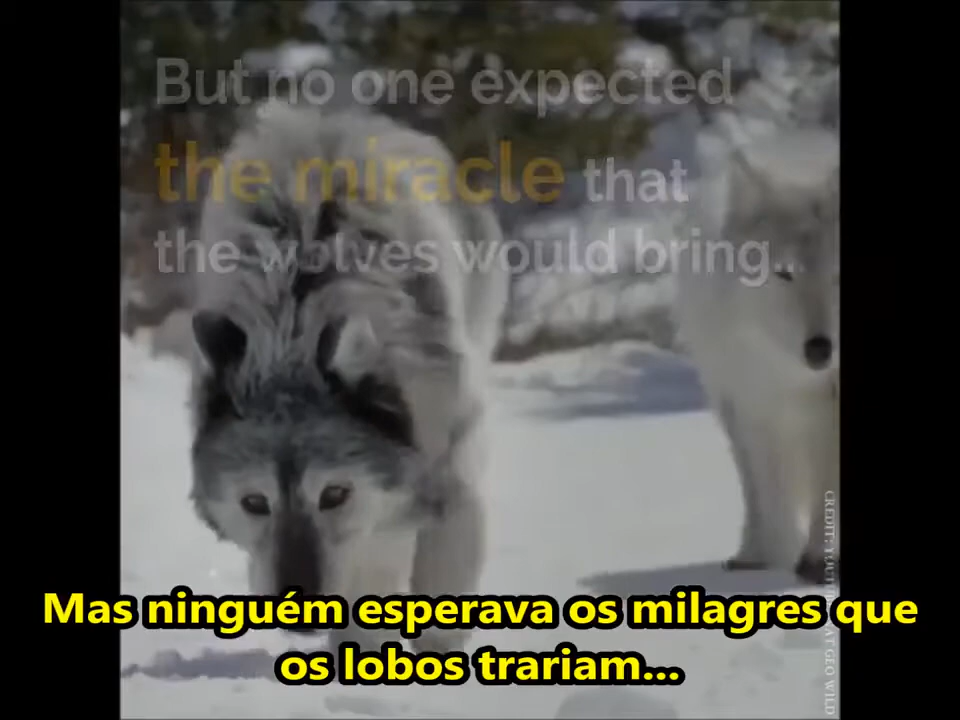 But no one expected
the miracle that
the wolves would bring...
Mas ninguém esperava os milagres que
os lobos trariam...